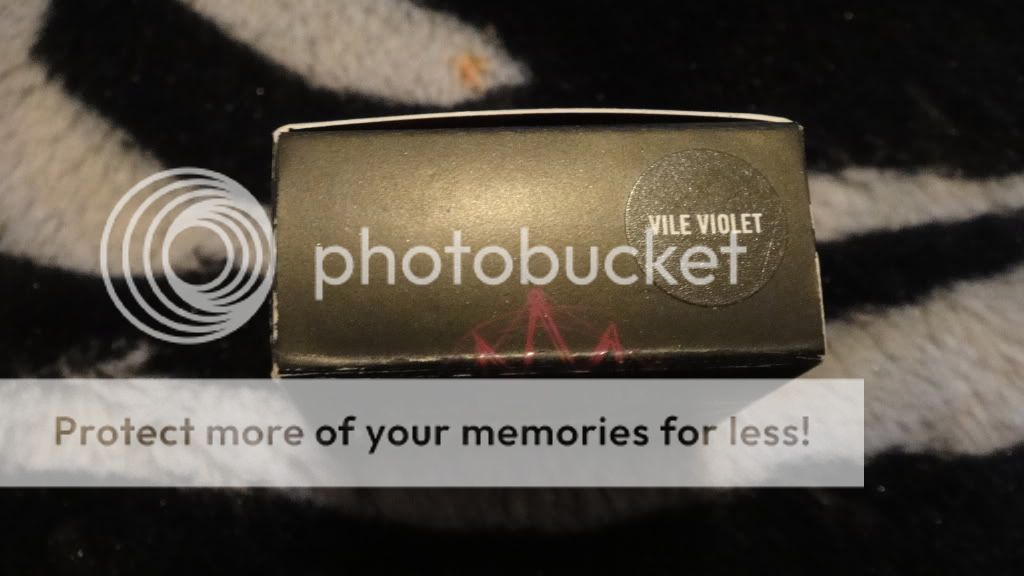 VILE VIOLET
photobucket
Protect more of your memories for less!